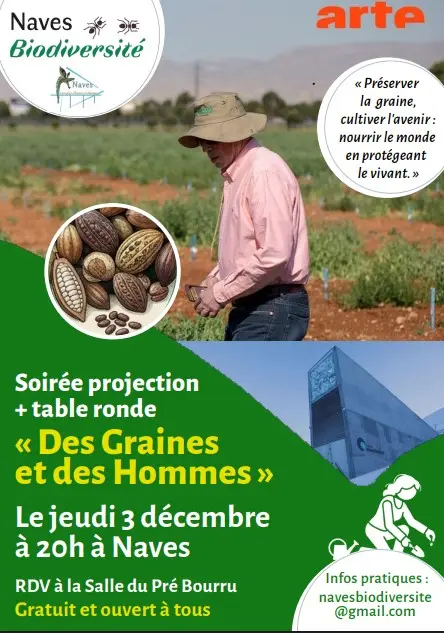 Naves
Biodiversité
Naves
arte
« Préserver
la graine,
cultiver l'avenir :
nourrir le monde
en protégeant
le vivant. »
Soirée projection
+ table ronde
« Des Graines
et des Hommes »
Le jeudi 3 décembre
à 20h à Naves
RDV à la Salle du Pré Bourru
Gratuit et ouvert à tous
Infos pratiques :
navesbiodiversite
@gmail.com